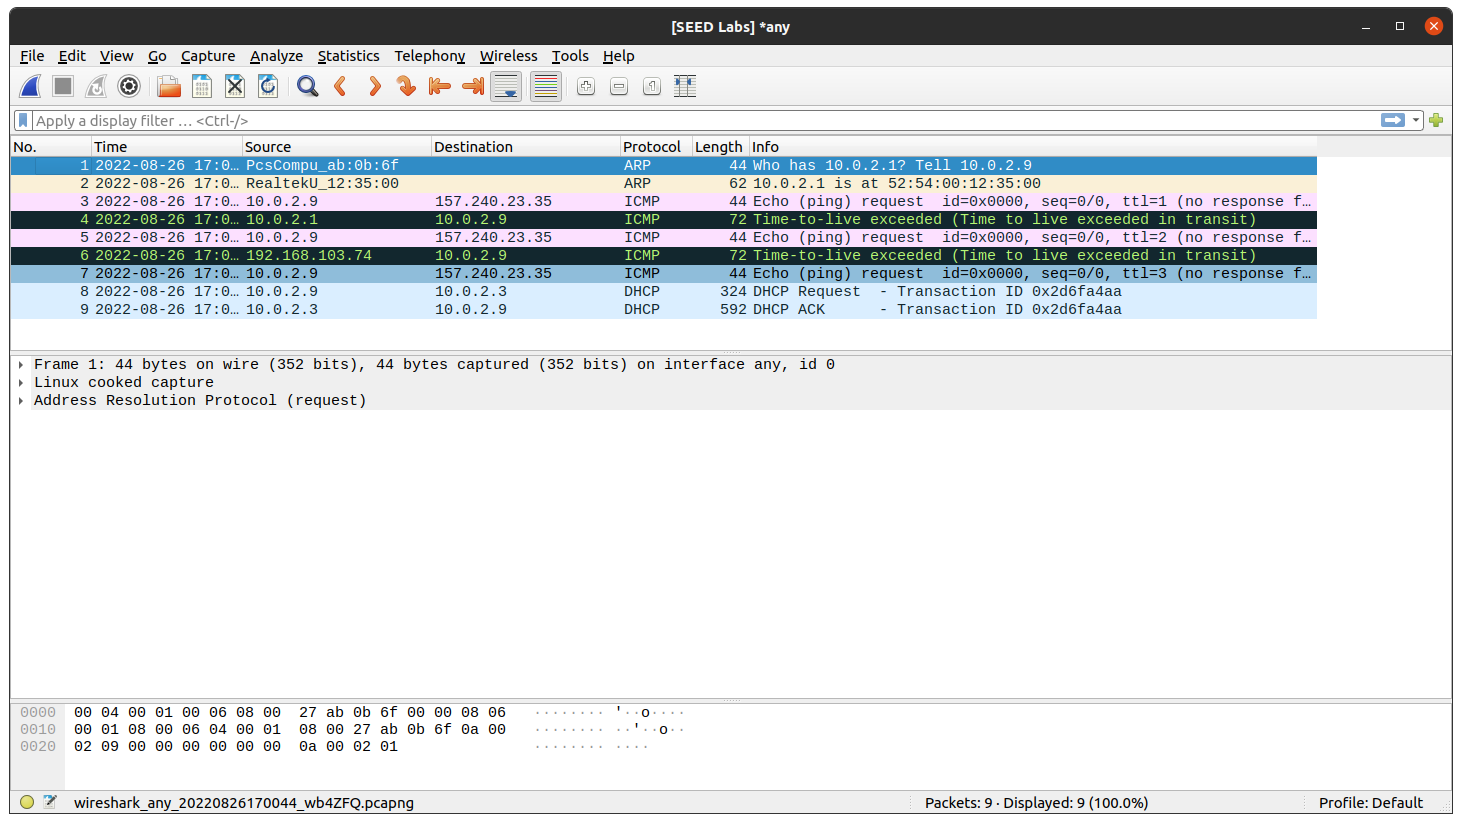 [SEED Labs] *any
File Edit View Go Capture Analyze Statistics Telephony Wireless Tools Help
Apply a display filter … <Ctrl-/>
No. Time Source Destination Protocol Length Info
1 2022-08-26 17:0… PcsCompu_ab:0b:6f ARP 44 Who has 10.0.2.1? Tell 10.0.2.9
2 2022-08-26 17:0… RealtekU_12:35:00 ARP 62 10.0.2.1 is at 52:54:00:12:35:00
3 2022-08-26 17:0… 10.0.2.9 157.240.23.35 ICMP 44 Echo (ping) request id=0x0000, seq=0/0, ttl=1 (no response f…
4 2022-08-26 17:0… 10.0.2.1 10.0.2.9 ICMP 72 Time-to-live exceeded (Time to live exceeded in transit)
5 2022-08-26 17:0… 10.0.2.9 157.240.23.35 ICMP 44 Echo (ping) request id=0x0000, seq=0/0, ttl=2 (no response f…
6 2022-08-26 17:0… 192.168.103.74 10.0.2.9 ICMP 72 Time-to-live exceeded (Time to live exceeded in transit)
7 2022-08-26 17:0… 10.0.2.9 157.240.23.35 ICMP 44 Echo (ping) request id=0x0000, seq=0/0, ttl=3 (no response f…
8 2022-08-26 17:0… 10.0.2.9 10.0.2.3 DHCP 324 DHCP Request - Transaction ID 0x2d6fa4aa
9 2022-08-26 17:0… 10.0.2.3 10.0.2.9 DHCP 592 DHCP ACK - Transaction ID 0x2d6fa4aa
Frame 1: 44 bytes on wire (352 bits), 44 bytes captured (352 bits) on interface any, id 0
Linux cooked capture
Address Resolution Protocol (request)
0000 00 04 00 01 00 06 08 00 27 ab 0b 6f 00 00 08 06 ········ '··o····
0010 00 01 08 00 06 04 00 01 08 00 27 ab 0b 6f 0a 00 ········ ··'··o··
0020 02 09 00 00 00 00 00 00 0a 00 02 01 ········ ····
wireshark_any_20220826170044_wb4ZFQ.pcapng Packets: 9 · Displayed: 9 (100.0%) Profile: Default